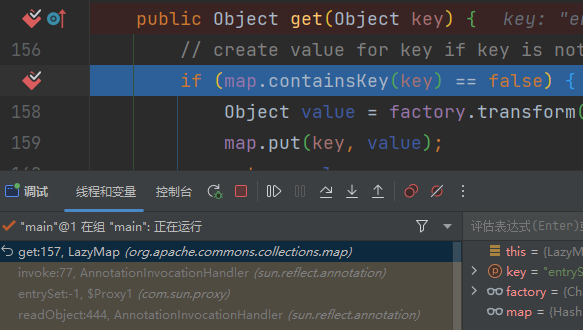 public Object get(Object key) { key: "en
156 // create value for key if key is not
if (map.containsKey(key) == false) {
158 Object value = factory.transform(
159 map.put(key, value);
调试 线程和变量 控制台
"main"@1 在组 "main": 正在运行
评估表达式(Enter)或
get:157, LazyMap (org.apache.commons.collections.map)
invoke:77, AnnotationInvocationHandler (sun.reflect.annotation)
entrySet:-1, $Proxy1 (com.sun.proxy)
readObject:444, AnnotationInvocationHandler (sun.reflect.annotation)
this = {LazyM
key = "entryS
factory = {Ch
map = {Hash